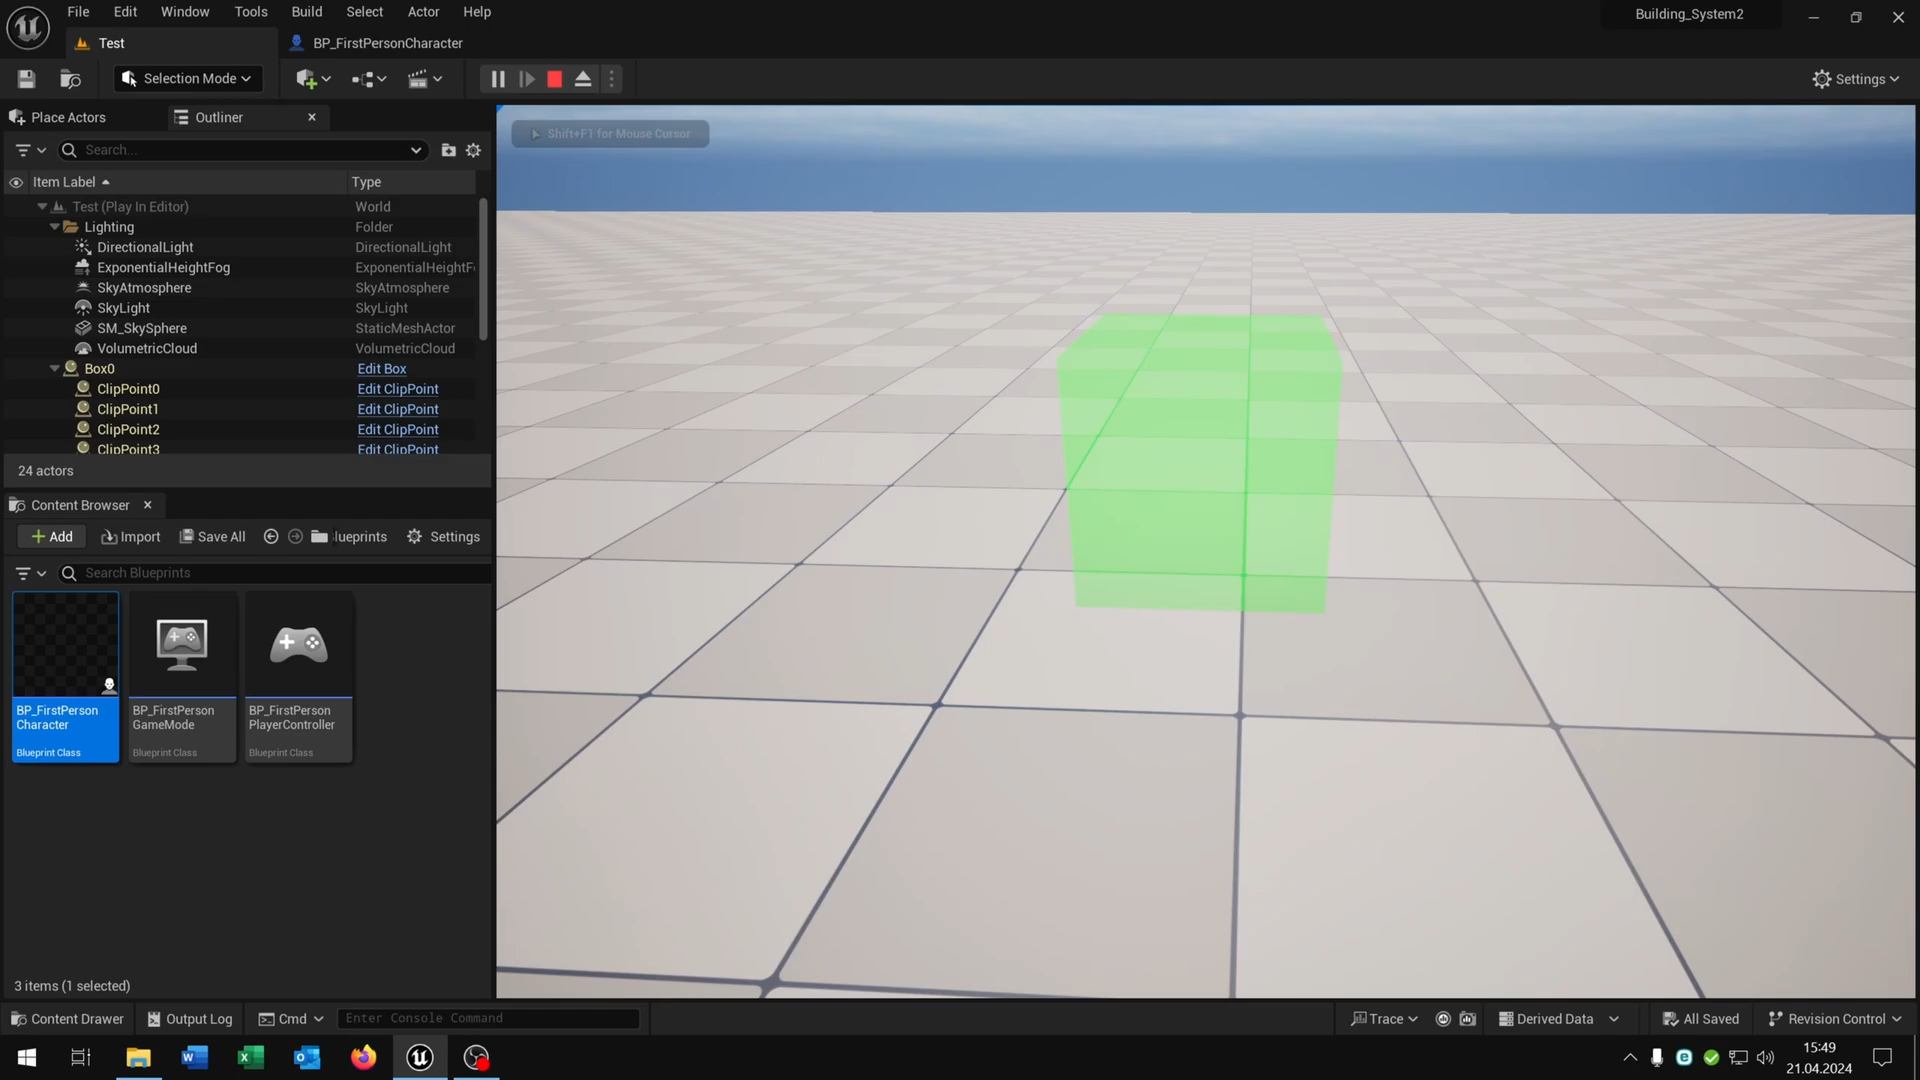 File Edit Window Tools Build Select Actor Help
Building_System2
Test
BP_FirstPersonCharacter
Selection Mode
Settings
Place Actors
Outliner
Shift+F1 for Mouse Cursor
Search...
Item Label Type
Test (Play In Editor) World
Lighting Folder
DirectionalLight DirectionalLight
ExponentialHeightFog ExponentialHeightF
SkyAtmosphere SkyAtmosphere
SkyLight SkyLight
SM_SkySphere StaticMeshActor
VolumetricCloud VolumetricCloud
Box0 Edit Box
ClipPoint0 Edit ClipPoint
ClipPoint1 Edit ClipPoint
ClipPoint2 Edit ClipPoint
ClipPoint3 Edit ClipPoint
24 actors
Content Browser
Add Import Save All lueprints Settings
Search Blueprints
BP_FirstPerson
Character
Blueprint Class
BP_FirstPerson
GameMode
Blueprint Class
BP_FirstPerson
PlayerController
Blueprint Class
3 items (1 selected)
Content Drawer Output Log Cmd Enter Console Command
Trace Derived Data All Saved Revision Control
15:49
21.04.2024